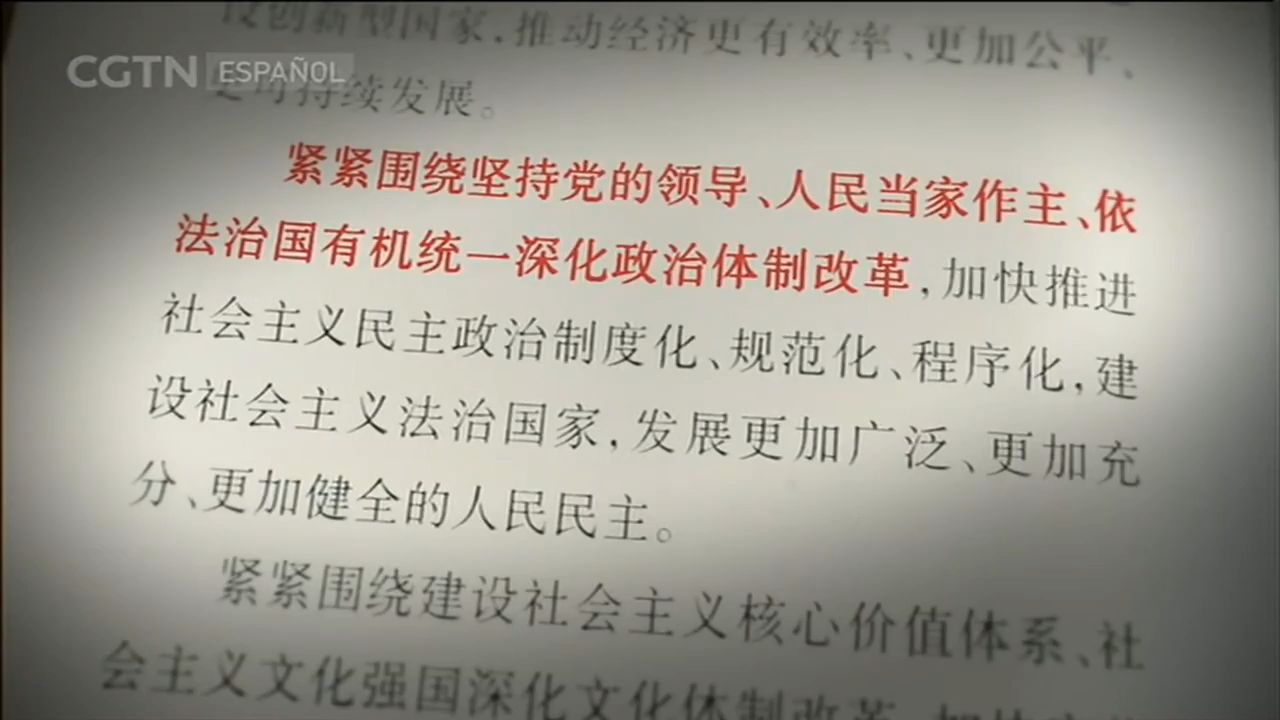 设创新型国家，推动经济更有效率、更加公平、
CGTN ESPAÑOL
更可持续发展。
紧紧围绕坚持党的领导、人民当家作主、依
法治国有机统一深化政治体制改革，加快推进
社会主义民主政治制度化、规范化、程序化，建
设社会主义法治国家，发展更加广泛、更加充
分、更加健全的人民民主。
紧紧围绕建设社会主义核心价值体系、社
会主义文化强国深化文化体制改革